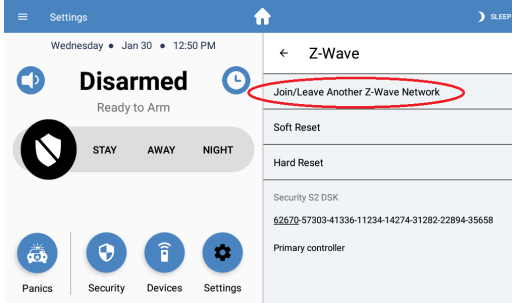 Settings
SLEEP
Wednesday • Jan 30 • 12:50 PM
Disarmed
Ready to Arm
STAY AWAY NIGHT
Panics
Security
Devices
Settings
Z-Wave
Join/Leave Another Z-Wave Network
Soft Reset
Hard Reset
Security S2 DSK
62670-57303-41336-11234-14274-31282-22894-35658
Primary controller